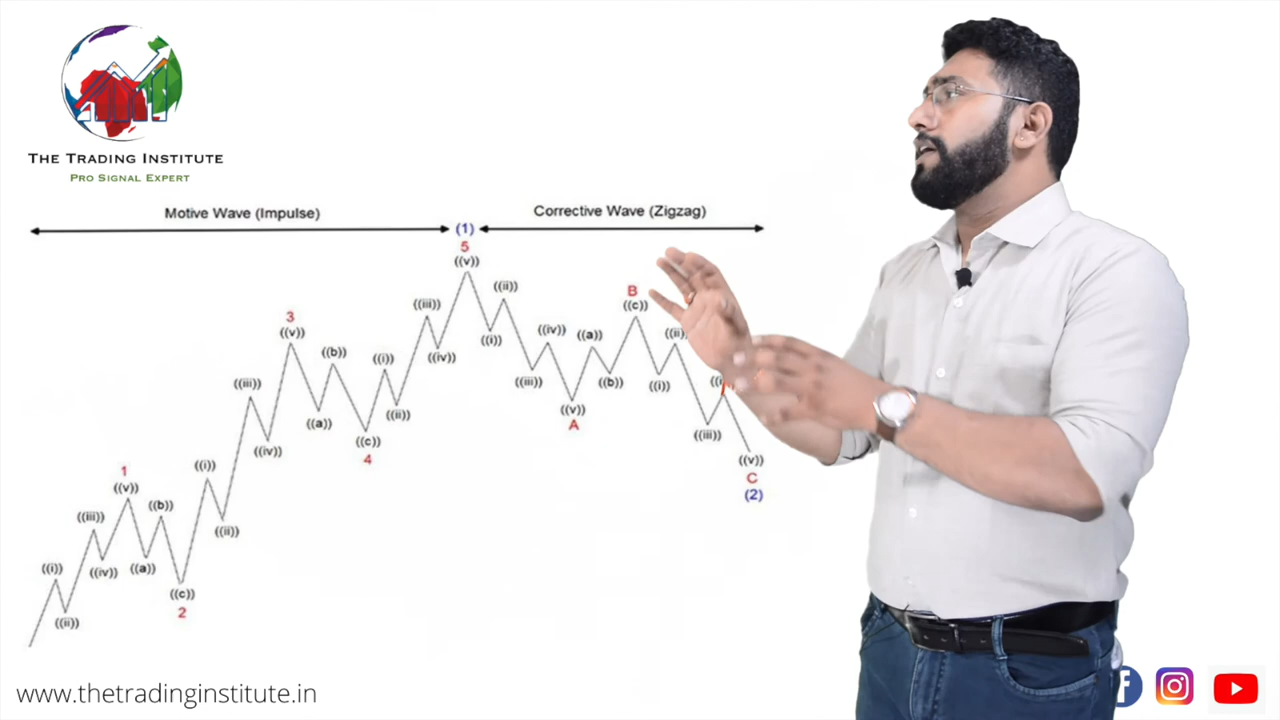 THE TRADING INSTITUTE
PRO SIGNAL EXPERT
Motive Wave (Impulse)
Corrective Wave (Zigzag)
(1)
5
((v))
((ii))
B
((c))
((iii))
3
((v))
((i))
((iv))
((a))
((ii))
((b))
((i))
((iv))
((iii))
((b))
((i))
((iii))
((v))
A
((a))
((ii))
((c))
4
((iv))
((iii))
((v))
C
(2)
1
((v))
((i))
((iii))
((b))
((ii))
((i))
((iv))
((a))
((c))
2
((ii))
www.thetradinginstitute.in
f